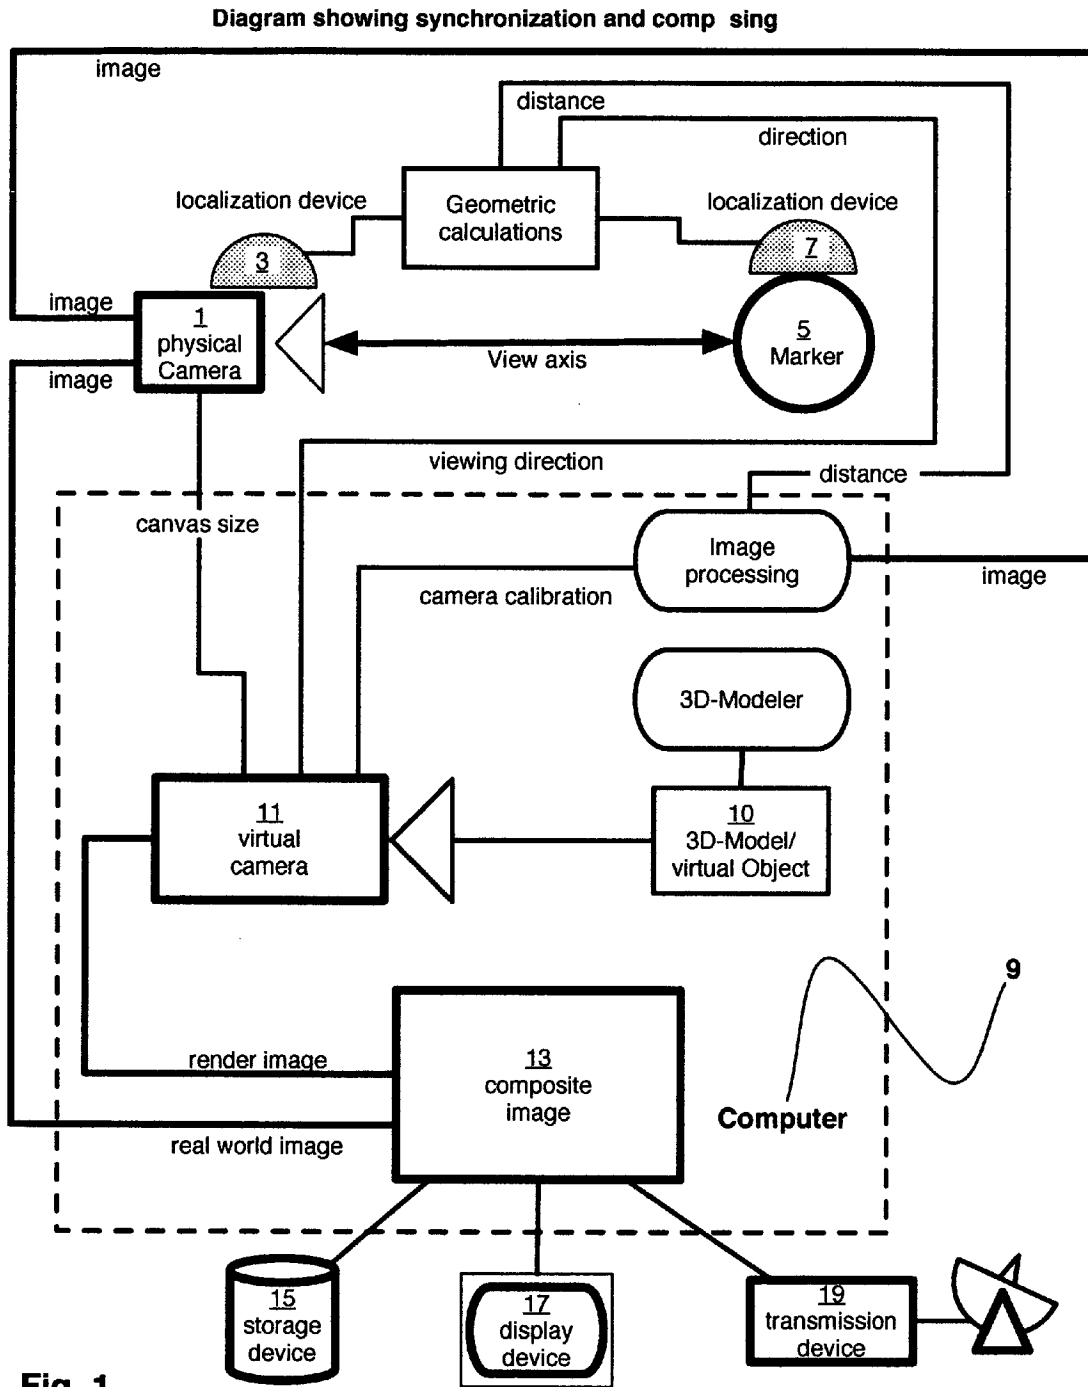 Diagram showing synchronization and comp sing
image
distance
direction
localization device
Geometric
calculations
localization device
3
7
image
1
physical
Camera
5
Marker
View axis
image
viewing direction
distance
canvas size
Image
processing
image
camera calibration
3D-Modeler
11
virtual
camera
10
3D-Model/
virtual Object
9
13
composite
image
render image
Computer
real world image
15
storage
device
17
display
device
19
transmission
device
Fig. 1